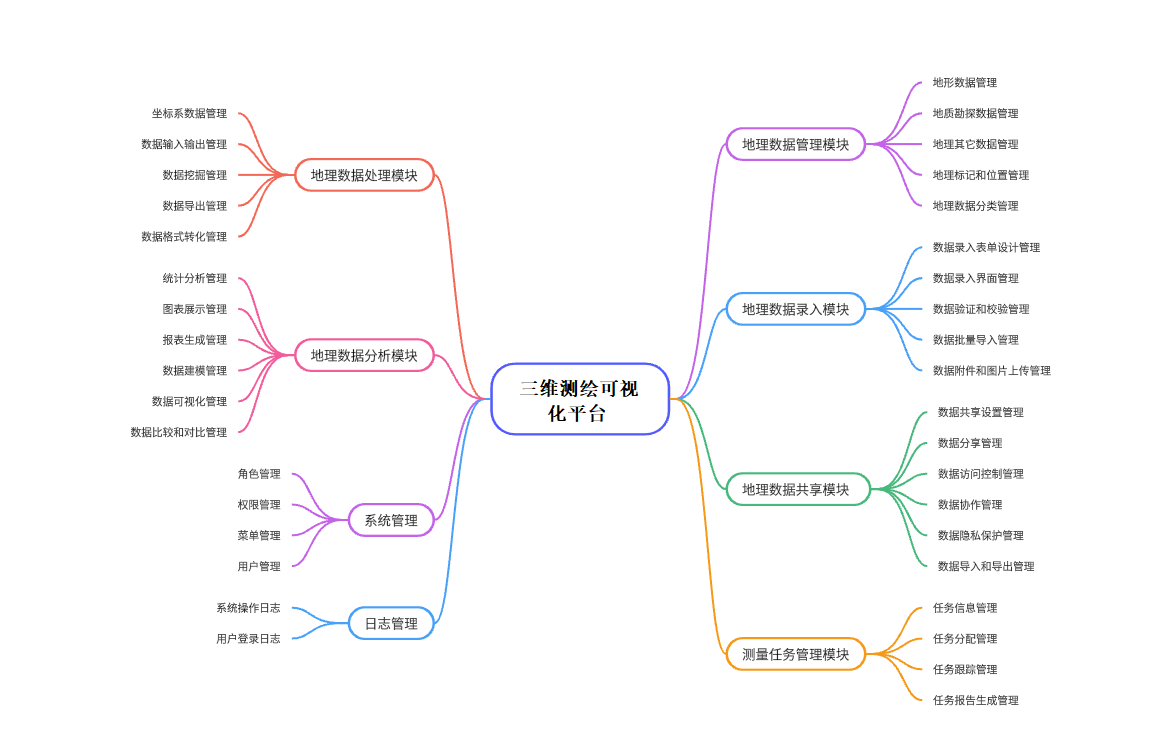 三维测绘可视
化平台
地理数据处理模块
坐标系数据管理
数据输入输出管理
数据挖掘管理
数据导出管理
数据格式转化管理
地理数据分析模块
统计分析管理
图表展示管理
报表生成管理
数据建模管理
数据可视化管理
数据比较和对比管理
系统管理
角色管理
权限管理
菜单管理
用户管理
日志管理
系统操作日志
用户登录日志
地理数据管理模块
地形数据管理
地质勘探数据管理
地理其它数据管理
地理标记和位置管理
地理数据分类管理
地理数据录入模块
数据录入表单设计管理
数据录入界面管理
数据验证和校验管理
数据批量导入管理
数据附件和图片上传管理
地理数据共享模块
数据共享设置管理
数据分享管理
数据访问控制管理
数据协作管理
数据隐私保护管理
数据导入和导出管理
测量任务管理模块
任务信息管理
任务分配管理
任务跟踪管理
任务报告生成管理